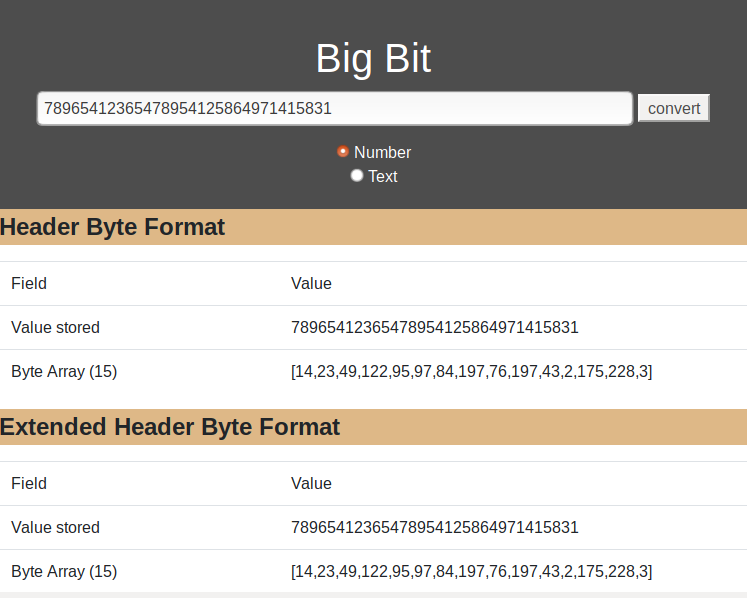 Big Bit
78965412365478954125864971415831
convert
Number
Text
Header Byte Format
Field Value
Value stored 78965412365478954125864971415831
Byte Array (15) [14,23,49,122,95,97,84,197,76,197,43,2,175,228,3]
Extended Header Byte Format
Field Value
Value stored 78965412365478954125864971415831
Byte Array (15) [14,23,49,122,95,97,84,197,76,197,43,2,175,228,3]